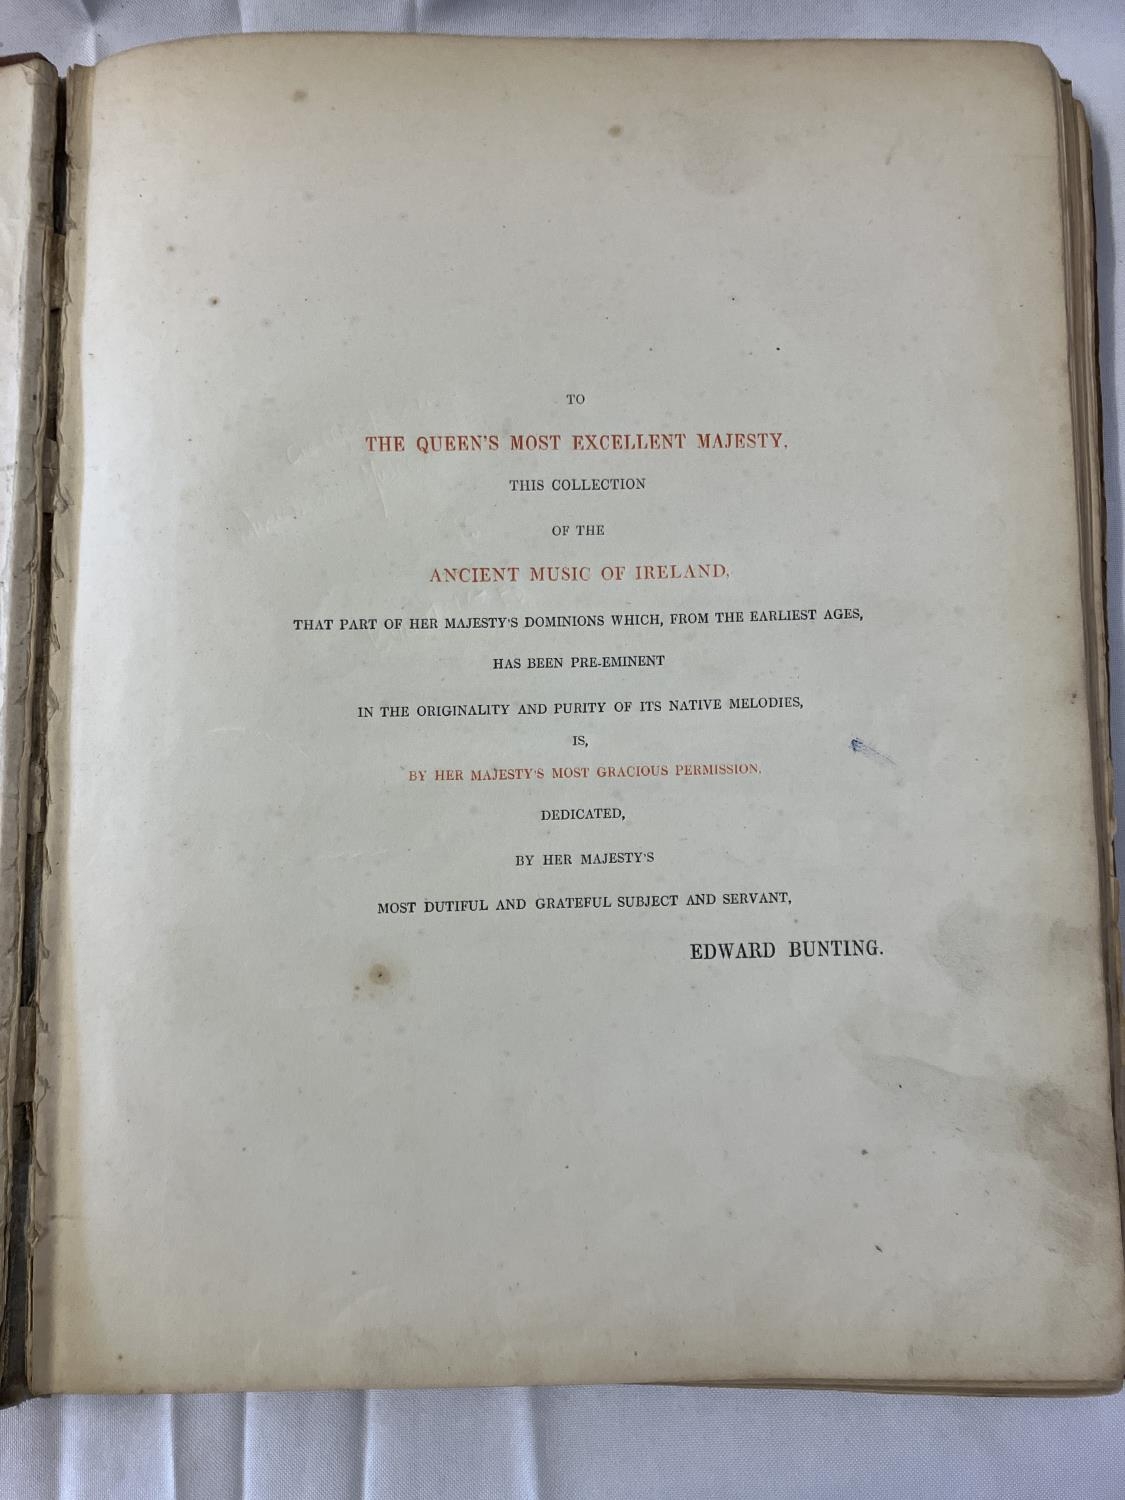 TO
THE QUEEN'S MOST EXCELLENT MAJESTY,
THIS COLLECTION
OF THE
ANCIENT MUSIC OF IRELAND,
THAT PART OF HER MAJESTY'S DOMINIONS WHICH, FROM THE EARLIEST AGES,
HAS BEEN PRE-EMINENT
IN THE ORIGINALITY AND PURITY OF ITS NATIVE MELODIES,
IS,
BY HER MAJESTY'S MOST GRACIOUS PERMISSION,
DEDICATED,
BY HER MAJESTY'S
MOST DUTIFUL AND GRATEFUL SUBJECT AND SERVANT,
EDWARD BUNTING.